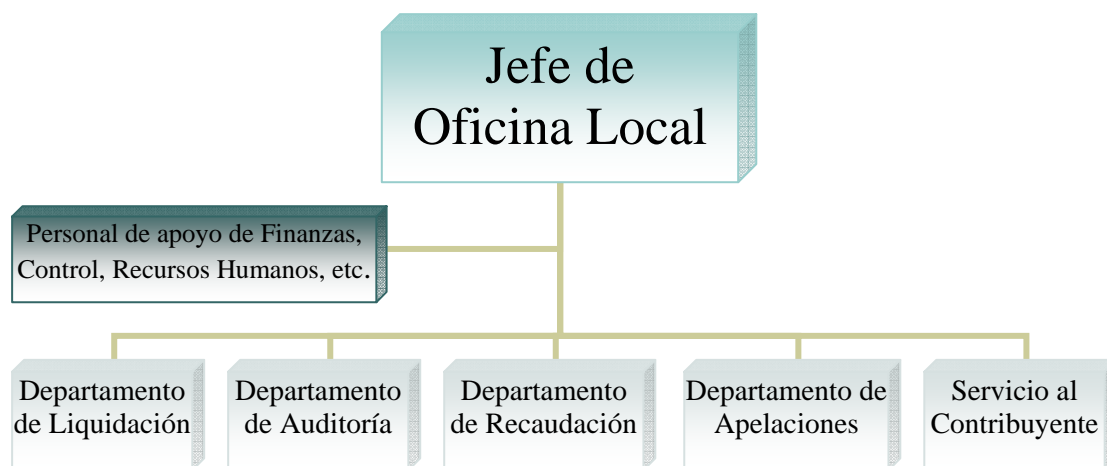 Jefe de
Oficina Local
Personal de apoyo de Finanzas,
Control, Recursos Humanos, etc.
Departamento
de Liquidación
Departamento
de Auditoría
Departamento
de Recaudación
Departamento de
Apelaciones
Servicio al
Contribuyente